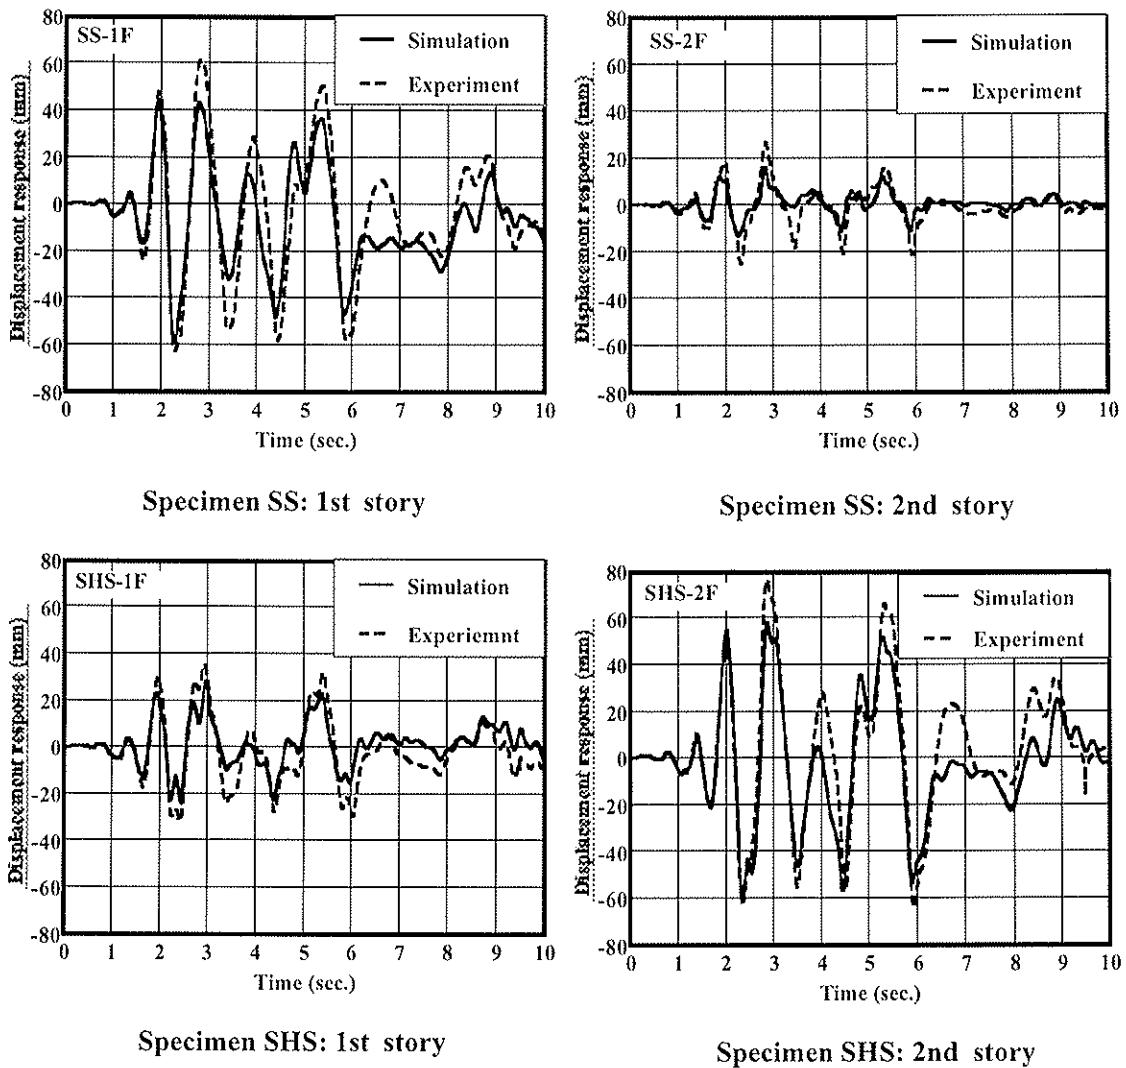 SS-1F
Simulation
Experiment
Displacement response (mm)
80
60
40
20
0
-20
-40
-60
-80
0 1 2 3 4 5 6 7 8 9 10
Time (sec.)
Specimen SS: 1st story
SS-2F
Simulation
Experiment
Displacement response (mm)
80
60
40
20
0
-20
-40
-60
-80
0 1 2 3 4 5 6 7 8 9 10
Time (sec.)
Specimen SS: 2nd story
SHS-1F
Simulation
Experiemnt
Displacement response (mm)
80
60
40
20
0
-20
-40
-60
-80
0 1 2 3 4 5 6 7 8 9 10
Time (sec.)
Specimen SHS: 1st story
SHS-2F
Simulation
Experiment
Displacement response (mm)
80
60
40
20
0
-20
-40
-60
-80
0 1 2 3 4 5 6 7 8 9 10
Time (sec.)
Specimen SHS: 2nd story